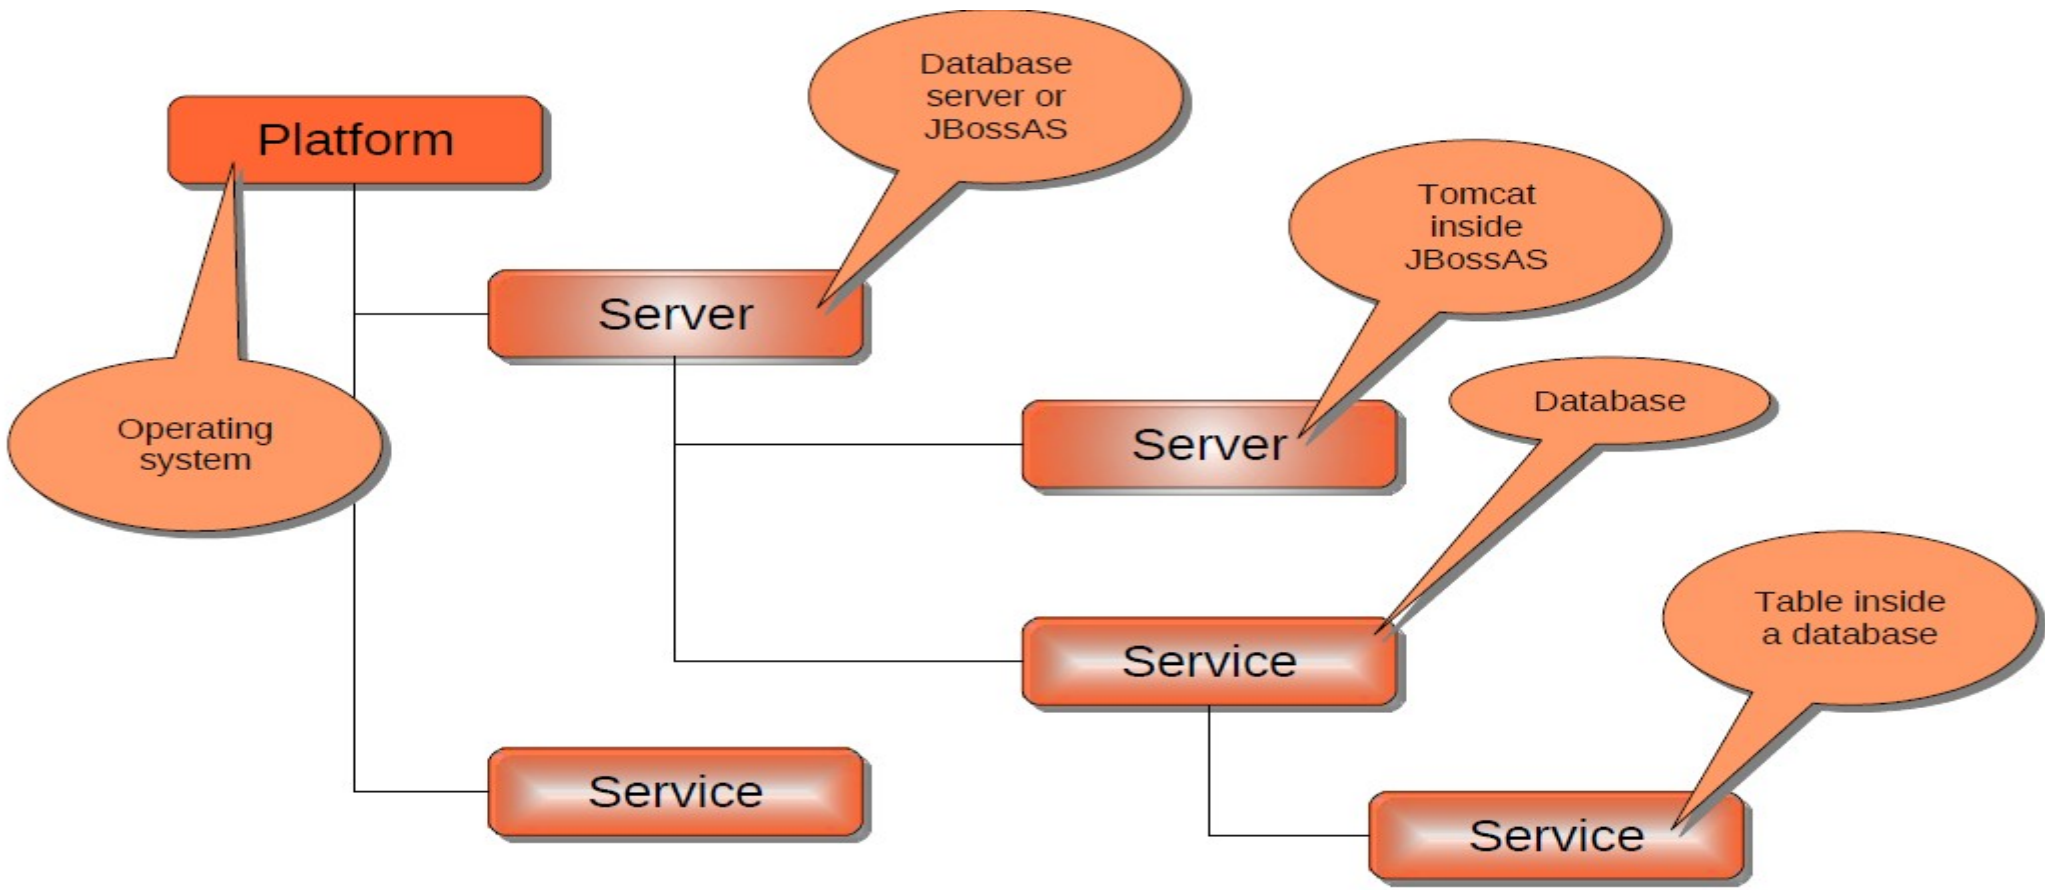 Database
server or
JBossAS
Platform
Tomcat
inside
JBossAS
Server
Database
Operating
system
Server
Table inside
a database
Service
Service
Service